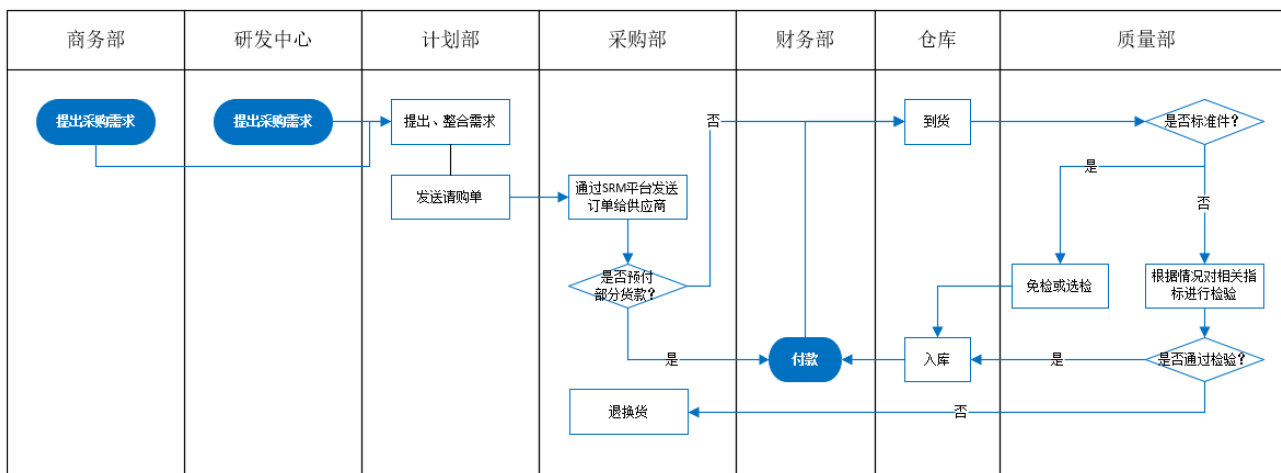 商务部
研发中心
计划部
采购部
财务部
仓库
质量部
提出采购需求
提出采购需求
提出、整合需求
否
到货
是否标准件？
发送请购单
通过SRM平台发送
订单给供应商
是
否
是否预付
部分货款？
免检或选检
根据情况对相关指
标进行检验
是
付款
入库
是
是否通过检验？
退换货
否